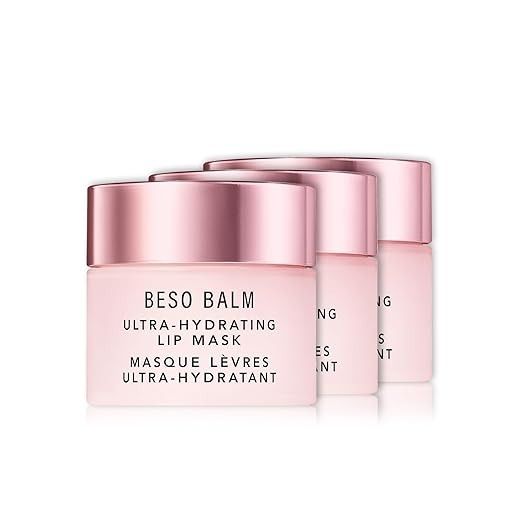 BESO BALM
ULTRA-HYDRATING
LIP MASK
MASQUE LÈVRES
ULTRA-HYDRATANT